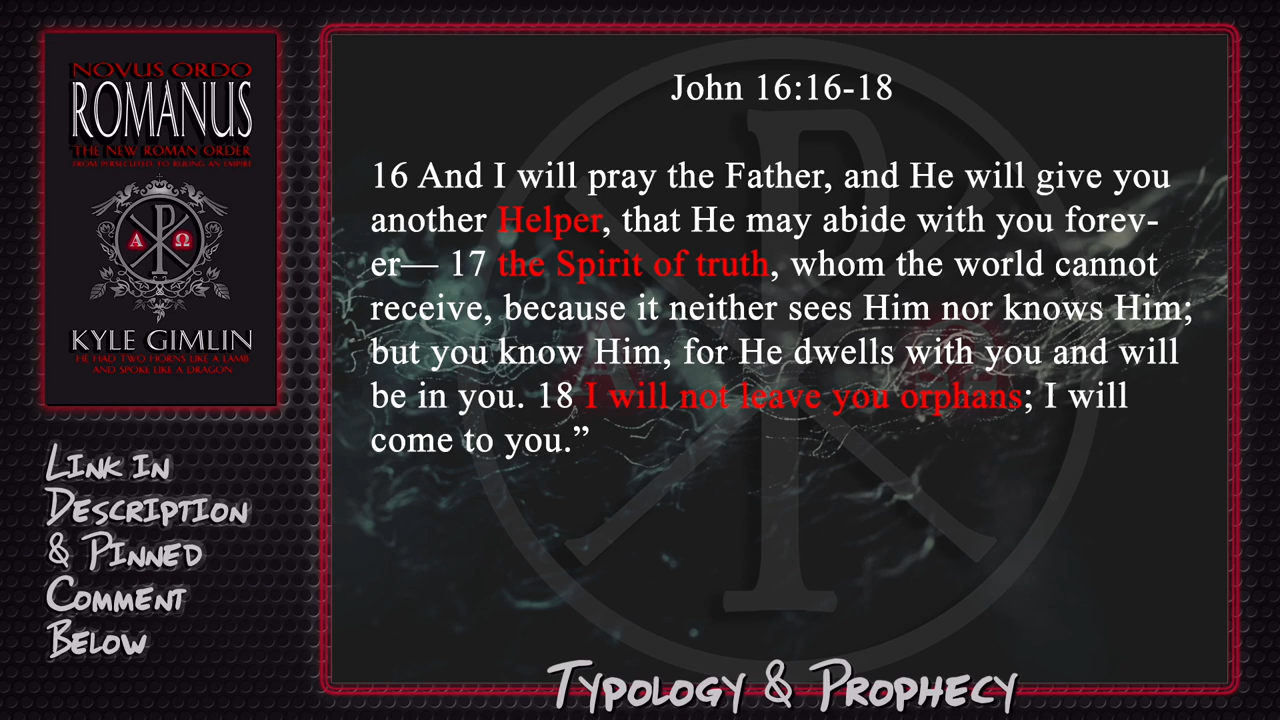 NOVUS ORDO
ROMANUS
THE NEW ROMAN ORDER
FROM PERSECUTED TO RULING AN EMPIRE
Α Ω
KYLE GIMLIN
HE HAD TWO HORNS LIKE A LAMB
AND SPOKE LIKE A DRAGON
LINK IN
DESCRIPTION
& PINNED
COMMENT
BELOW
John 16:16-18
16 And I will pray the Father, and He will give you
another Helper, that He may abide with you forev-
er— 17 the Spirit of truth, whom the world cannot
receive, because it neither sees Him nor knows Him;
but you know Him, for He dwells with you and will
be in you. 18 I will not leave you orphans; I will
come to you.”
TYPOLOGY & PROPHECY